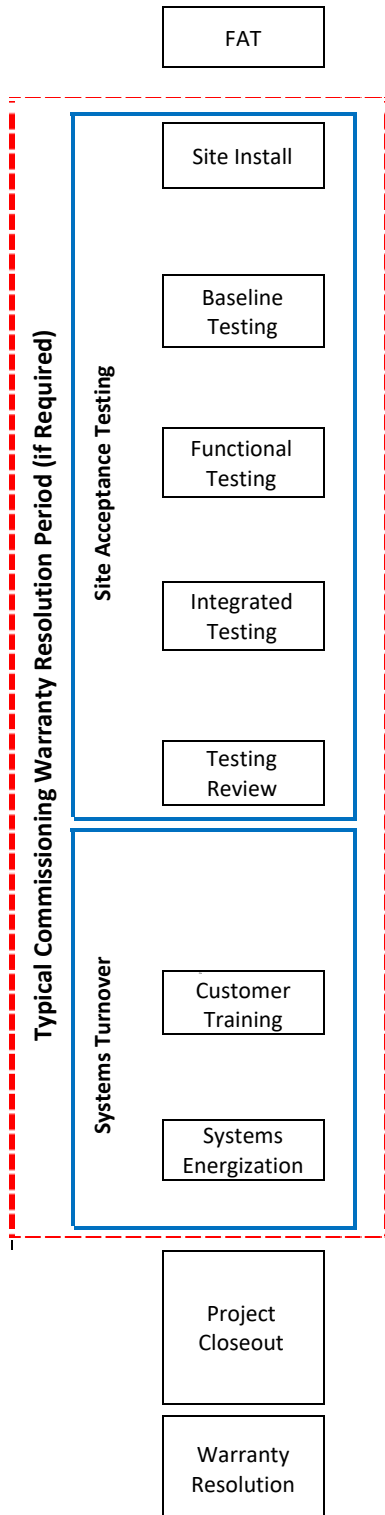 FAT
Typical Commissioning Warranty Resolution Period (if Required)
Site Acceptance Testing
Site Install
Baseline
Testing
Functional
Testing
Integrated
Testing
Testing
Review
Systems Turnover
Customer
Training
Systems
Energization
Project
Closeout
Warranty
Resolution